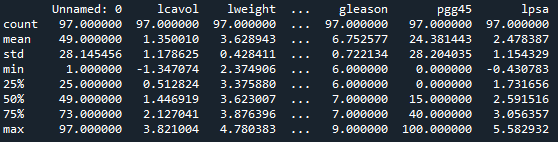 Unnamed: 0 lcavol lweight ... gleason pgg45 lpsa
count 97.000000 97.000000 97.000000 ... 97.000000 97.000000 97.000000
mean 49.000000 1.350010 3.628943 ... 6.752577 24.381443 2.478387
std 28.145456 1.178625 0.428411 ... 0.722134 28.204035 1.154329
min 1.000000 -1.347074 2.374906 ... 6.000000 0.000000 -0.430783
25% 25.000000 0.512824 3.375880 ... 6.000000 0.000000 1.731656
50% 49.000000 1.446919 3.623007 ... 7.000000 15.000000 2.591516
75% 73.000000 2.127041 3.876396 ... 7.000000 40.000000 3.056357
max 97.000000 3.821004 4.780383 ... 9.000000 100.000000 5.582932